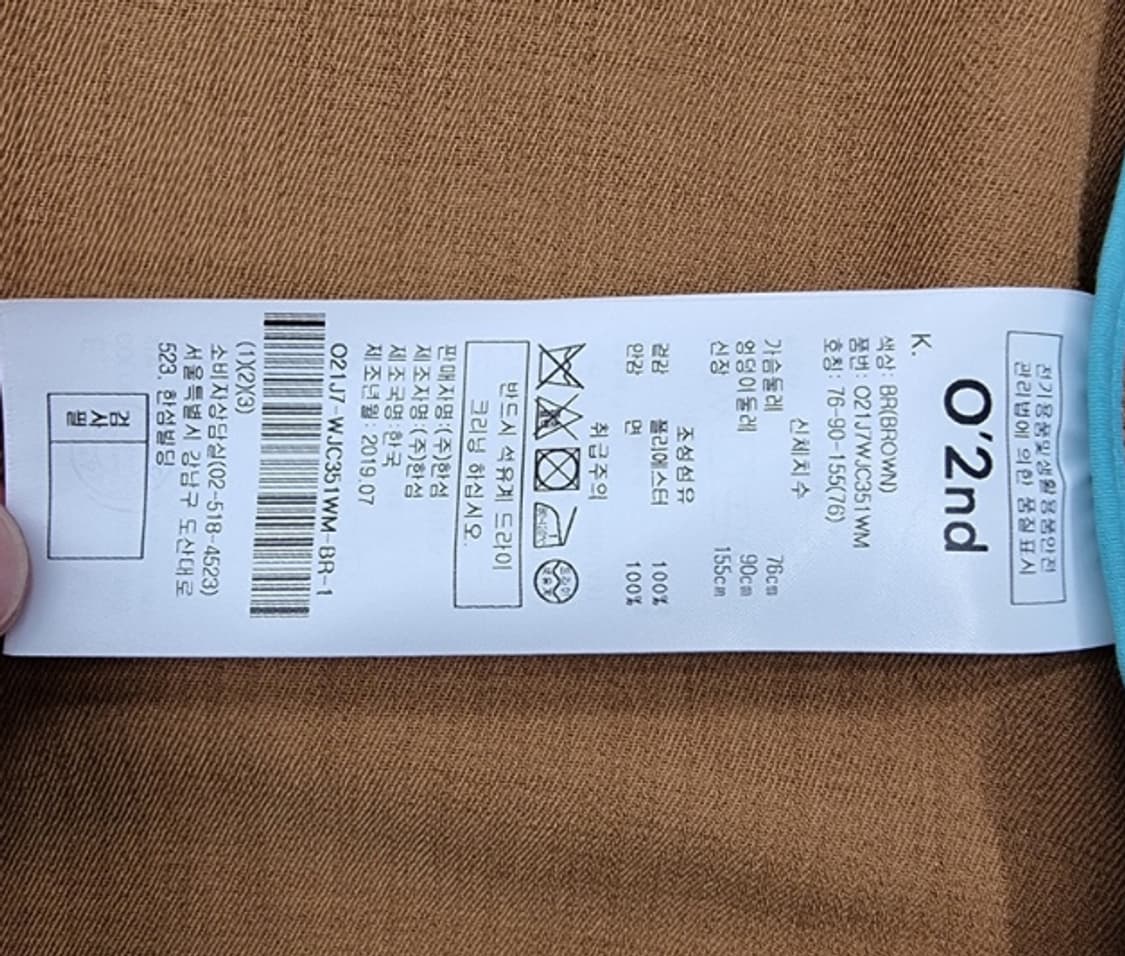 전기용품및생활용품안전
관리법에 의한 품질표시
O'2nd
K.
색상: BR(BROWN)
품번: O21J7WJC351WM
호칭: 76-90-155(76)
신체치수
가슴둘레 76cm
엉덩이둘레 90cm
신장 155cm
조성섬유
겉감 폴리에스터 100%
안감 면 100%
취급주의
반드시 석유계 드라이
크리닝 하십시오.
판매자명:(주)한섬
제조자명:(주)한섬
제조국명:한국
제조년월: 2019.07
O21J7-WJC351WM-BR-1
(1)(2)(3)
소비자상담실(02-518-4523)
서울특별시 강남구 도산대로
523. 한섬빌딩
검사
필